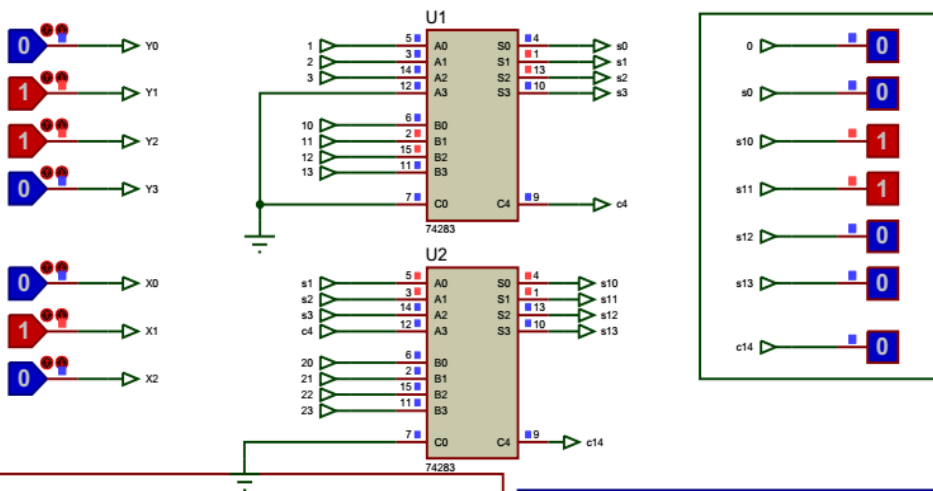 U1
0 Y0
1 5 A0 S0 4 s0
0 0
2 3 A1 S1 1 s1
3 14 A2 S2 13 s2
1 Y1
12 A3 S3 10 s3
s0 0
10 6 B0
1 Y2
11 2 B1
s10 1
12 15 B2
13 11 B3
0 Y3
s11 1
7 C0 C4 9 c4
74283
s12 0
U2
0 X0
s1 5 A0 S0 4 s10
s13 0
s2 3 A1 S1 1 s11
s3 14 A2 S2 13 s12
1 X1
c4 12 A3 S3 10 s13
c14 0
20 6 B0
0 X2
21 2 B1
22 15 B2
23 11 B3
7 C0 C4 9 c14
74283